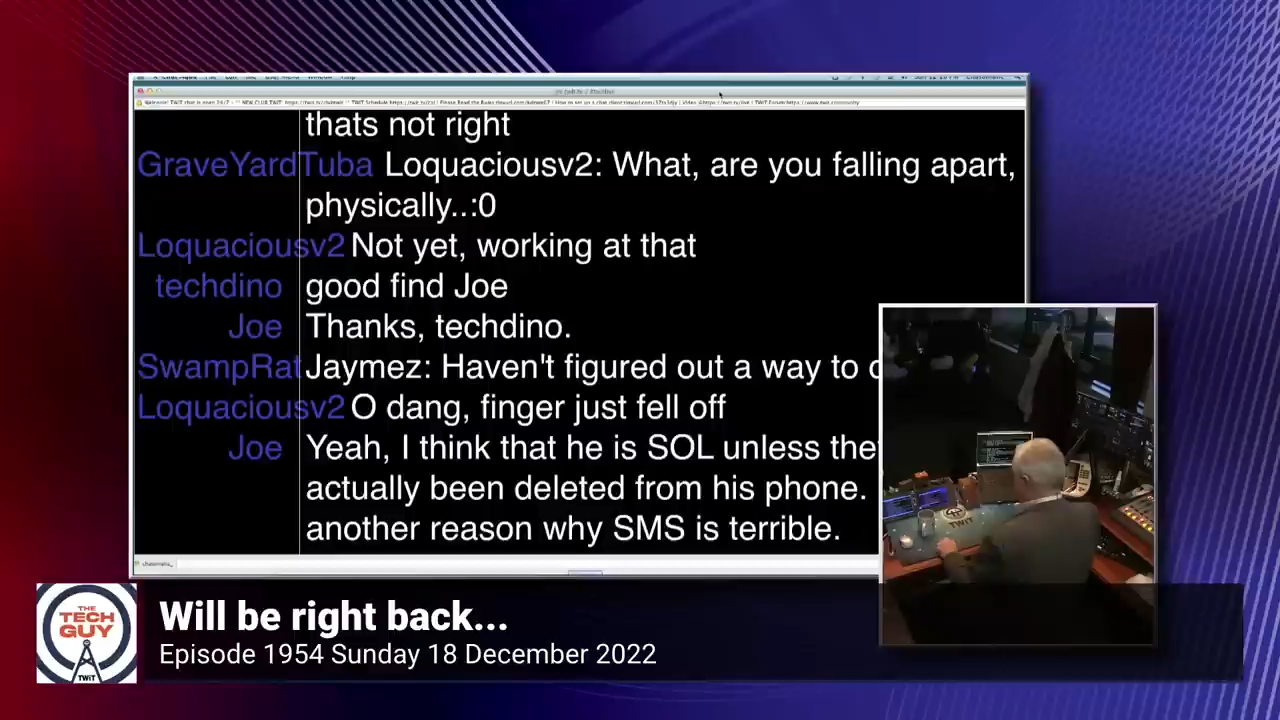 thats not right
GraveYardTuba Loquaciousv2: What, are you falling apart,
physically..:0
Loquaciousv2 Not yet, working at that
techdino good find Joe
Joe Thanks, techdino.
SwampRat Jaymez: Haven't figured out a way to
Loquaciousv2 O dang, finger just fell off
Joe Yeah, I think that he is SOL unless they
actually been deleted from his phone.
another reason why SMS is terrible.
THE
TECH
GUY
TWiT
Will be right back...
Episode 1954 Sunday 18 December 2022
TWiT